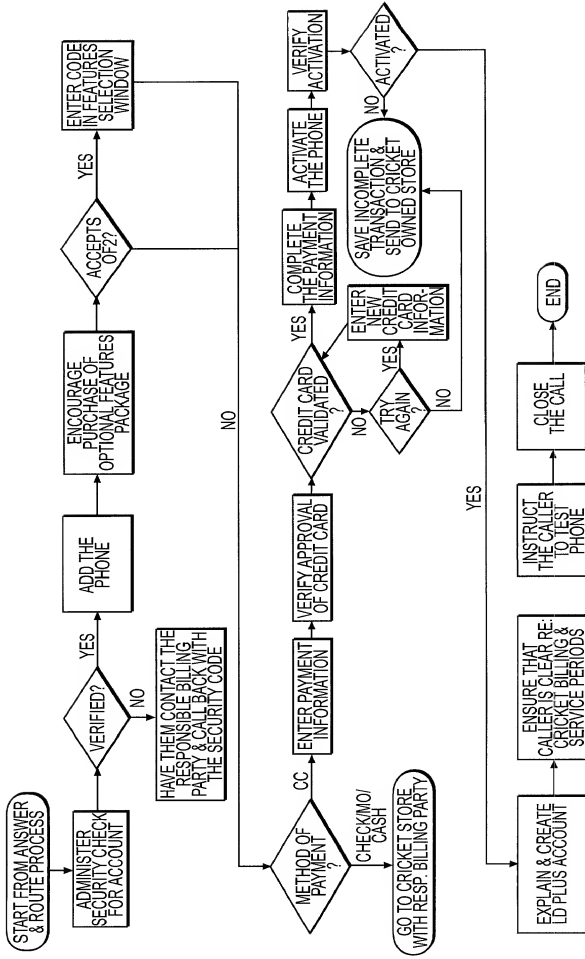 START FROM ANSWER
& ROUTE PROCESS
ADMINISTER
SECURITY CHECK
FOR ACCOUNT
VERIFIED?
YES
NO
HAVE THEM CONTACT THE
RESPONSIBLE BILLING
PARTY & CALL BACK WITH
THE SECURITY CODE
ADD THE
PHONE
ENCOURAGE
PURCHASE OF
OPTIONAL FEATURES
PACKAGE
ACCEPTS
OF2?
YES
ENTER CODE
IN FEATURES
SELECTION
WINDOW
NO
METHOD OF
PAYMENT
?
CC
CHECK/MO/
CASH
GO TO CRICKET STORE
WITH RESP. BILLING PARTY
ENTER PAYMENT
INFORMATION
VERIFY APPROVAL
OF CREDIT CARD
CREDIT CARD
VALIDATED
?
YES
NO
TRY
AGAIN
?
YES
NO
ENTER
NEW
CREDIT
CARD
INFOR-
MATION
COMPLETE
THE PAYMENT
INFORMATION
ACTIVATE
THE PHONE
VERIFY
ACTIVATION
ACTIVATED
?
NO
SAVE INCOMPLETE
TRANSACTION &
SEND TO CRICKET
OWNED STORE
YES
EXPLAIN & CREATE
LD PLUS ACCOUNT
ENSURE THAT
CALLER IS CLEAR RE:
CRICKET BILLING &
SERVICE PERIODS
INSTRUCT
THE CALLER
TO TEST
PHONE
CLOSE
THE CALL
END